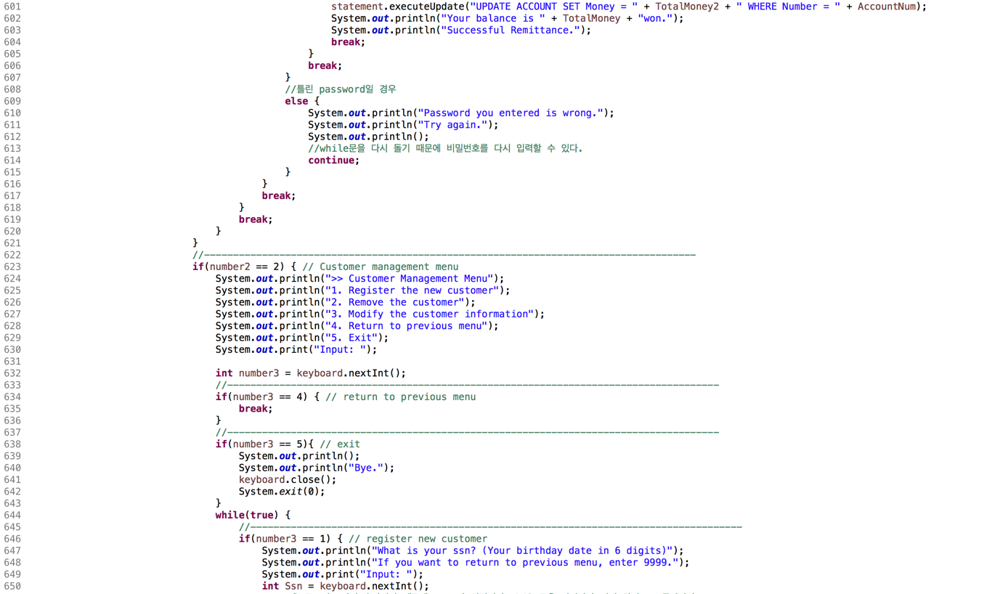 601 statement.executeUpdate("UPDATE ACCOUNT SET Money = " + TotalMoney2 + " WHERE Number = " + AccountNum);
602 System.out.println("Your balance is " + TotalMoney + "won.");
603 System.out.println("Successful Remittance.");
604 break;
605 }
606 break;
607 }
608 //틀린 password일 경우
609 else {
610 System.out.println("Password you entered is wrong.");
611 System.out.println("Try again.");
612 System.out.println();
613 //while문을 다시 돌기 때문에 비밀번호를 다시 입력할 수 있다.
614 continue;
615 }
616 }
617 break;
618 }
619 break;
620 }
621 }
622 //-------------------------------------------------------------------------------------
623 if(number2 == 2) { // Customer management menu
624 System.out.println(">> Customer Management Menu");
625 System.out.println("1. Register the new customer");
626 System.out.println("2. Remove the customer");
627 System.out.println("3. Modify the customer information");
628 System.out.println("4. Return to previous menu");
629 System.out.println("5. Exit");
630 System.out.print("Input: ");
631
632 int number3 = keyboard.nextInt();
633 //-------------------------------------------------------------------------------------
634 if(number3 == 4) { // return to previous menu
635 break;
636 }
637 //-------------------------------------------------------------------------------------
638 if(number3 == 5){ // exit
639 System.out.println();
640 System.out.println("Bye.");
641 keyboard.close();
642 System.exit(0);
643 }
644 while(true) {
645 //-------------------------------------------------------------------------------------
646 if(number3 == 1) { // register new customer
647 System.out.println("What is your ssn? (Your birthday date in 6 digits)");
648 System.out.println("If you want to return to previous menu, enter 9999.");
649 System.out.print("Input: ");
650 int Ssn = keyboard.nextInt();